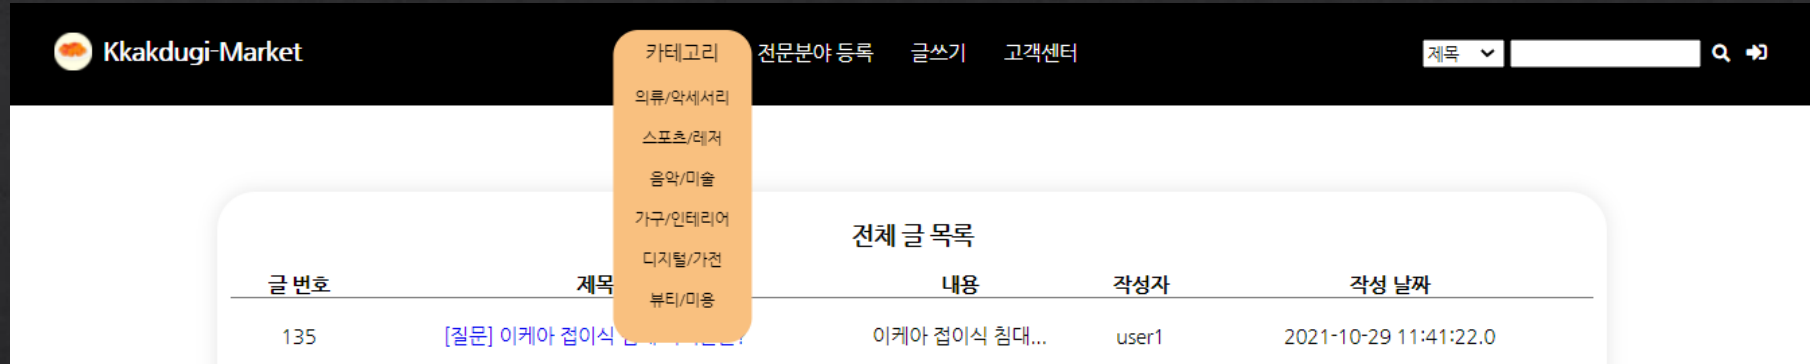 Kkakdugi-Market 카테고리 전문분야 등록 글쓰기 고객센터 제목
의류/악세서리
스포츠/레저
음악/미술
가구/인테리어
디지털/가전
뷰티/미용
전체 글 목록
글 번호 제목 내용 작성자 작성 날짜
135 [질문] 이케아 접이식 이케아 접이식 침대... user1 2021-10-29 11:41:22.0